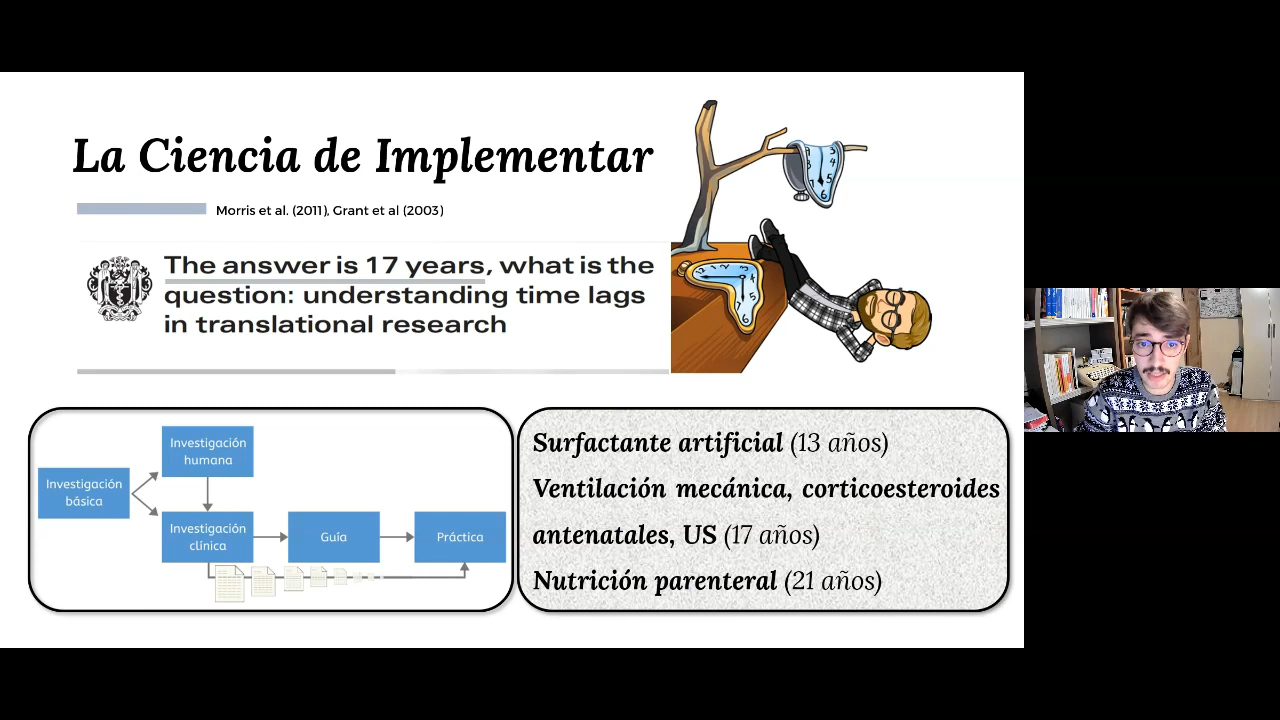 La Ciencia de Implementar
Morris et al. (2011), Grant et al (2003)
The answer is 17 years, what is the
question: understanding time lags
in translational research
Investigación
humana
Investigación
básica
Investigación
clínica
Guía
Práctica
Surfactante artificial (13 años)
Ventilación mecánica, corticoesteroides
antenatales, US (17 años)
Nutrición parenteral (21 años)